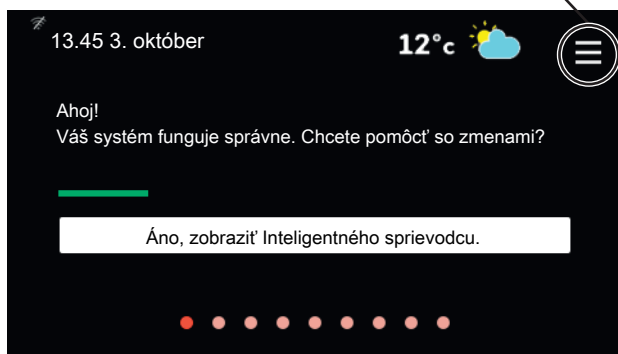 13.45 3. október
12°c
Ahoj!
Váš systém funguje správne. Chcete pomôcť so zmenami?
Áno, zobraziť Inteligentného sprievodcu.